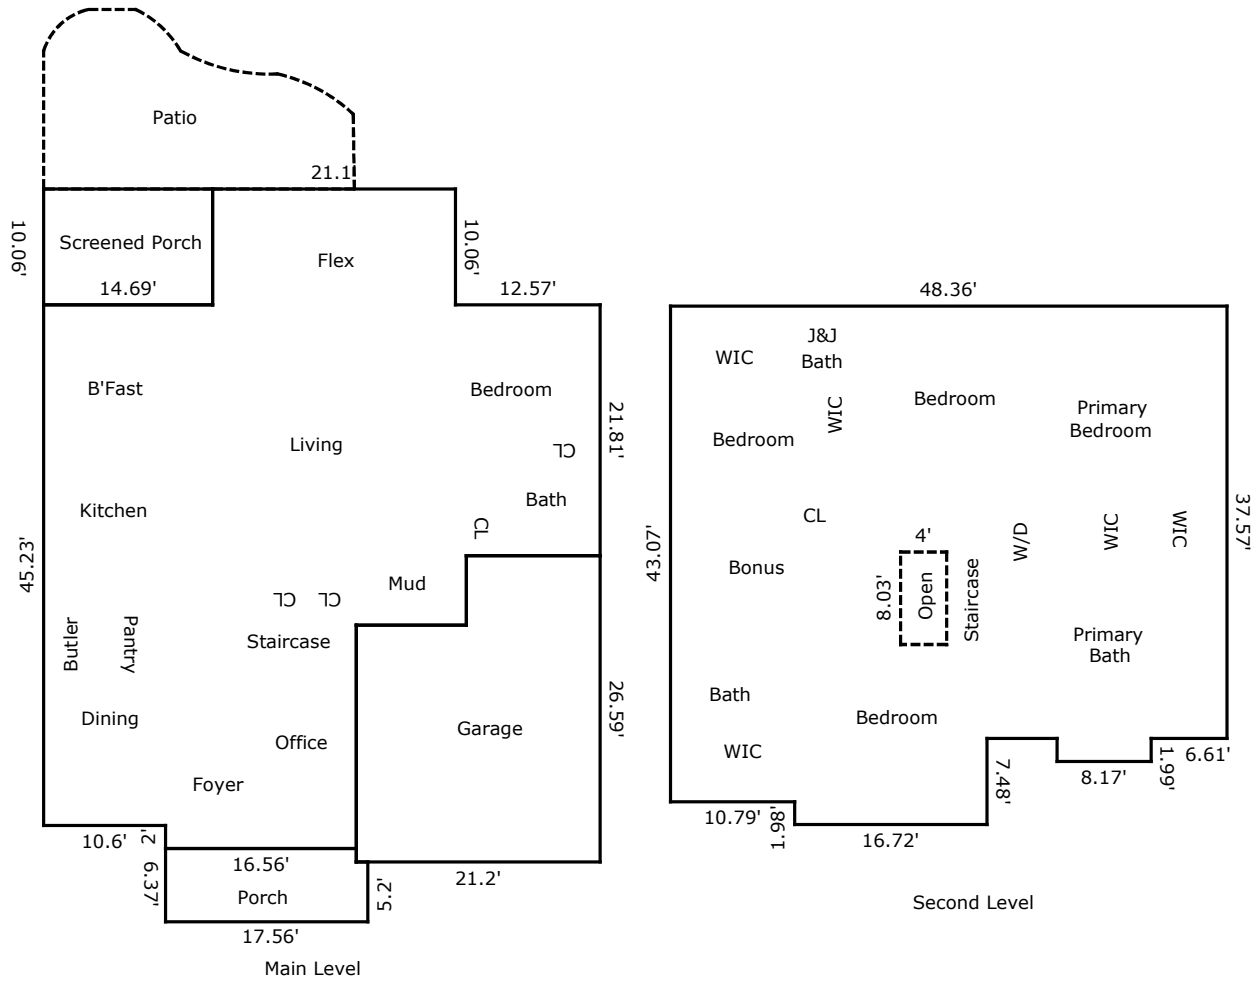 Patio
21.1
10.06'
Screened Porch
14.69'
Flex
10.06'
12.57'
B'Fast
Living
Bedroom
21.81'
CL
Bath
CL
Kitchen
45.23'
Mud
CL
CL
Staircase
Butler
Pantry
Dining
Office
Foyer
Garage
26.59'
10.6'
2'
6.37'
16.56'
Porch
5.2'
21.2'
17.56'
Main Level
48.36'
WIC
J&J
Bath
WIC
Bedroom
Bedroom
Primary
Bedroom
43.07'
37.57'
CL
Bonus
4'
8.03'
Open
Staircase
W/D
WIC
WIC
Primary
Bath
Bath
WIC
Bedroom
10.79'
1.98'
16.72'
7.48'
8.17'
1.99'
6.61'
Second Level